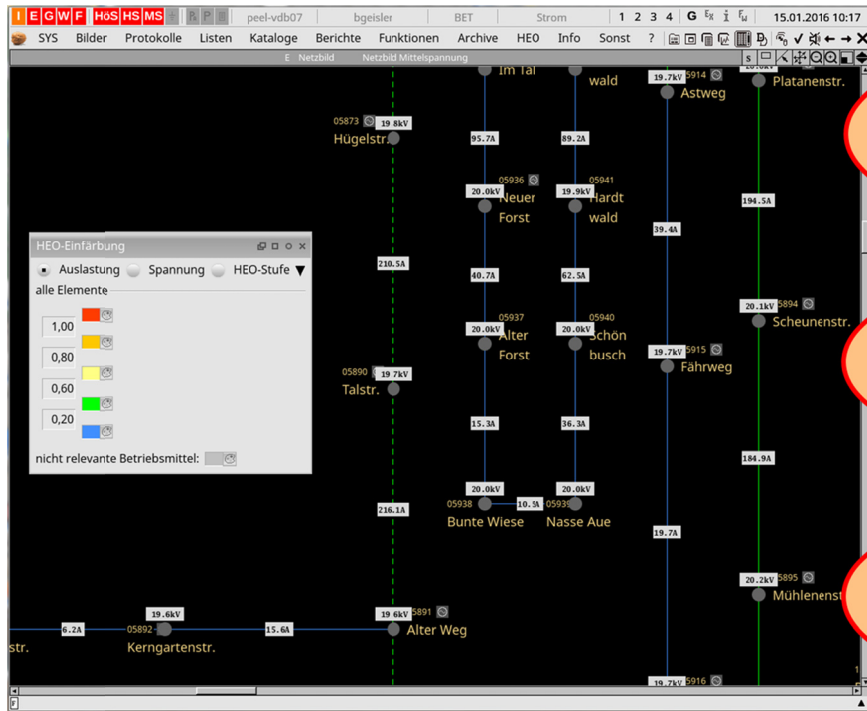 I E G W F HöS HS MS peel-vdb07 bgeisler BET Strom 1 2 3 4 G Ex i Fw 15.01.2016 10:17
SYS Bilder Protokolle Listen Kataloge Berichte Funktionen Archive HEO Info Sonst ?
E Netzbild Netzbild Mittelspannung S
Im Tal wald 19.7kV 5914 Astweg Platanenstr.
05873 19.8kV Hügelstr.
95.7A 89.2A
05936 20.0kV Neuer Forst
05941 19.9kV Hardt wald
194.5A
39.4A
210.5A
40.7A 62.5A
HEO-Einfärbung
Auslastung Spannung HEO-Stufe
alle Elemente
1,00
0,80
0,60
0,20
nicht relevante Betriebsmittel:
20.1kV 5894 Scheunenstr.
05937 20.0kV Alter Forst
05940 20.0kV Schön busch
19.7kV 5915 Fährweg
05890 19.7kV Talstr.
15.3A 36.3A
184.9A
20.0kV 20.0kV
05938 10.3A 05939
Bunte Wiese Nasse Aue
216.1A
19.7A
20.2kV 5895 Mühlenenst
19.6kV 19.6kV 5891
6.2A 05892 15.6A Alter Weg
str. Kerngartenstr.
19.7kV 5916
F